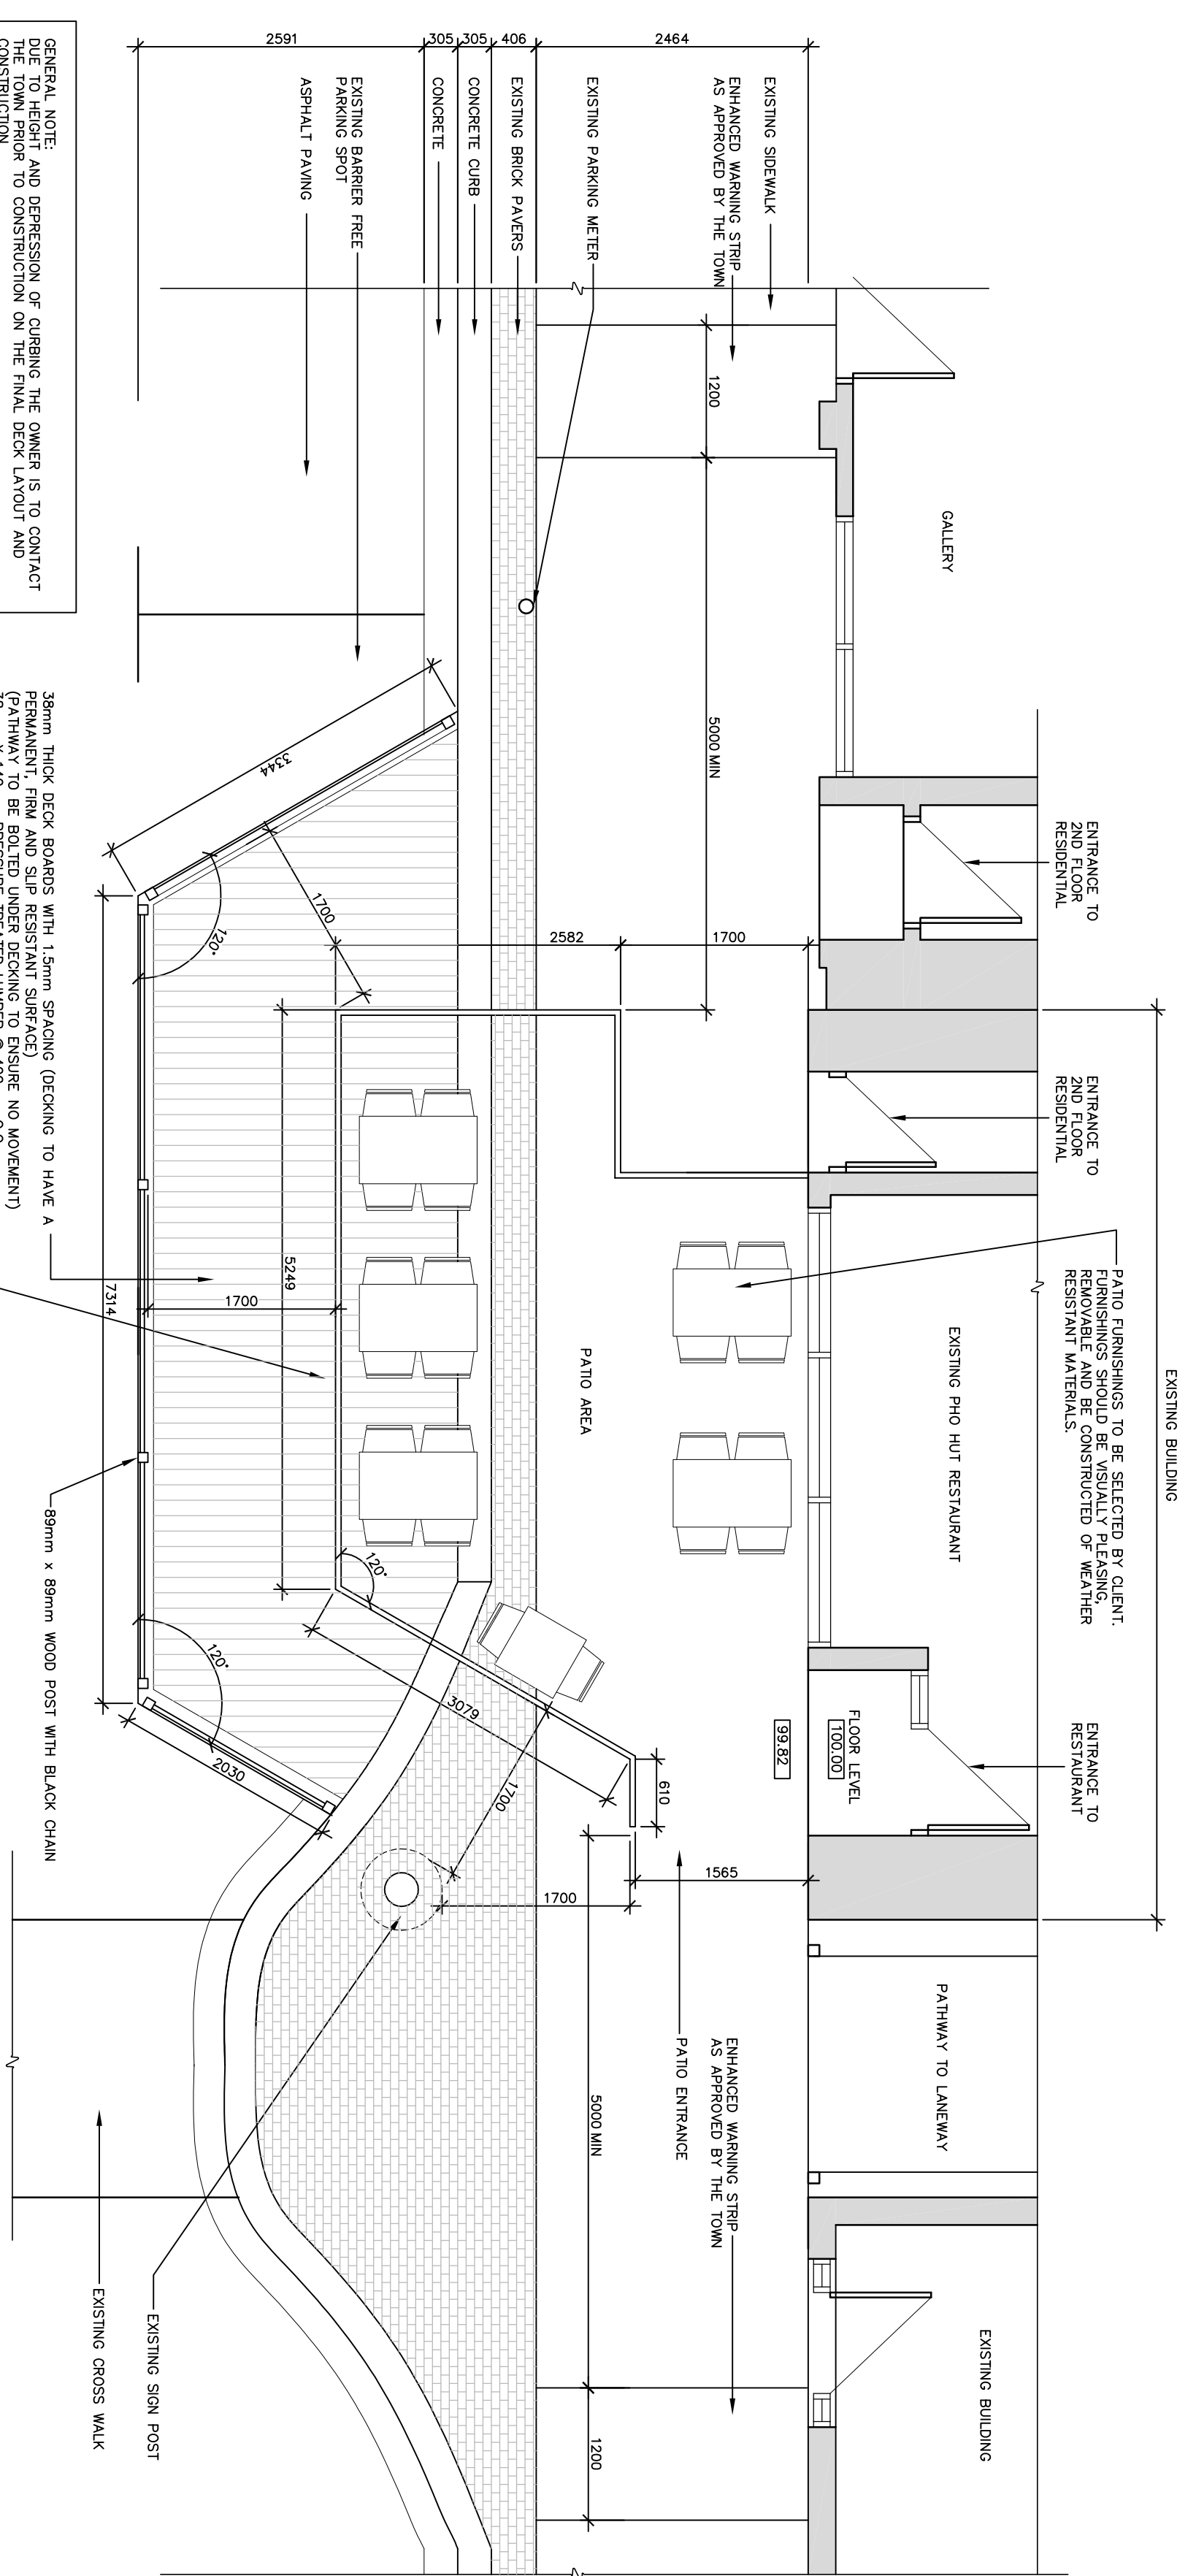 EXISTING BUILDING
PATIO FURNISHINGS TO BE SELECTED BY CLIENT.
FURNISHINGS SHOULD BE VISUALLY PLEASING,
REMOVABLE AND BE CONSTRUCTED OF WEATHER
RESISTANT MATERIALS.
ENTRANCE TO
2ND FLOOR
RESIDENTIAL
ENTRANCE TO
2ND FLOOR
RESIDENTIAL
ENTRANCE TO
RESTAURANT
GALLERY
EXISTING PHO HUT RESTAURANT
PATHWAY TO LANEWAY
EXISTING BUILDING
FLOOR LEVEL
100.00
99.82
EXISTING SIDEWALK
ENHANCED WARNING STRIP
AS APPROVED BY THE TOWN
EXISTING PARKING METER
EXISTING BRICK PAVERS
CONCRETE CURB
CONCRETE
EXISTING BARRIER FREE
PARKING SPOT
ASPHALT PAVING
2464
406
305
305
2591
1200
5000 MIN
1700
2582
1700
3344
120°
5249
1700
7314
PATIO AREA
120°
3079
1700
610
1565
1700
120°
2030
5000 MIN
1200
ENHANCED WARNING STRIP
AS APPROVED BY THE TOWN
PATIO ENTRANCE
EXISTING SIGN POST
EXISTING CROSS WALK
89mm x 89mm WOOD POST WITH BLACK CHAIN
38mm THICK DECK BOARDS WITH 1.5mm SPACING (DECKING TO HAVE A
PERMANENT, FIRM AND SLIP RESISTANT SURFACE)
(PATHWAY TO BE BOLTED UNDER DECKING TO ENSURE NO MOVEMENT)
GENERAL NOTE:
DUE TO HEIGHT AND DEPRESSION OF CURBING THE OWNER IS TO CONTACT
THE TOWN PRIOR TO CONSTRUCTION ON THE FINAL DECK LAYOUT AND
CONSTRUCTION